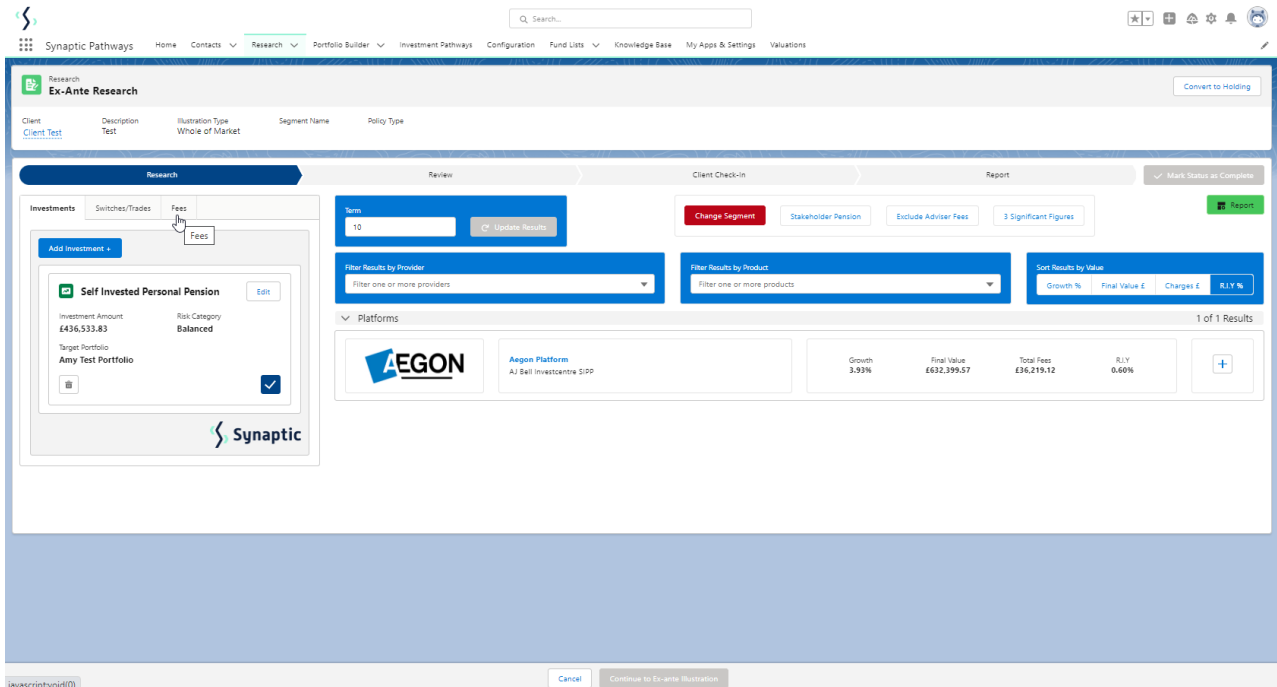 Search...
Synaptic Pathways
Home
Contacts
Research
Portfolio Builder
Investment Pathways
Configuration
Fund Lists
Knowledge Base
My Apps & Settings
Valuations
Research
Ex-Ante Research
Convert to Holding
Client
Description
Illustration Type
Segment Name
Policy Type
Client Test
Test
Whole of Market
Research
Review
Client Check-In
Report
Mark Status as Complete
Investments
Switches/Trades
Fees
Fees
Add Investment +
Self Invested Personal Pension
Edit
Investment Amount
Risk Category
£436,533.83
Balanced
Target Portfolio
Amy Test Portfolio
Synaptic
Term
10
Update Results
Change Segment
Stakeholder Pension
Exclude Adviser Fees
3 Significant Figures
Report
Filter Results by Provider
Filter one or more providers
Filter Results by Product
Filter one or more products
Sort Results by Value
Growth %
Final Value £
Charges £
R.I.Y %
Platforms
1 of 1 Results
AEGON
Aegon Platform
AJ Bell Investcentre SIPP
Growth
Final Value
Total Fees
R.I.Y
3.93%
£632,399.57
£36,219.12
0.60%
Cancel
Continue to Ex-ante Illustration
javascript:void(0)